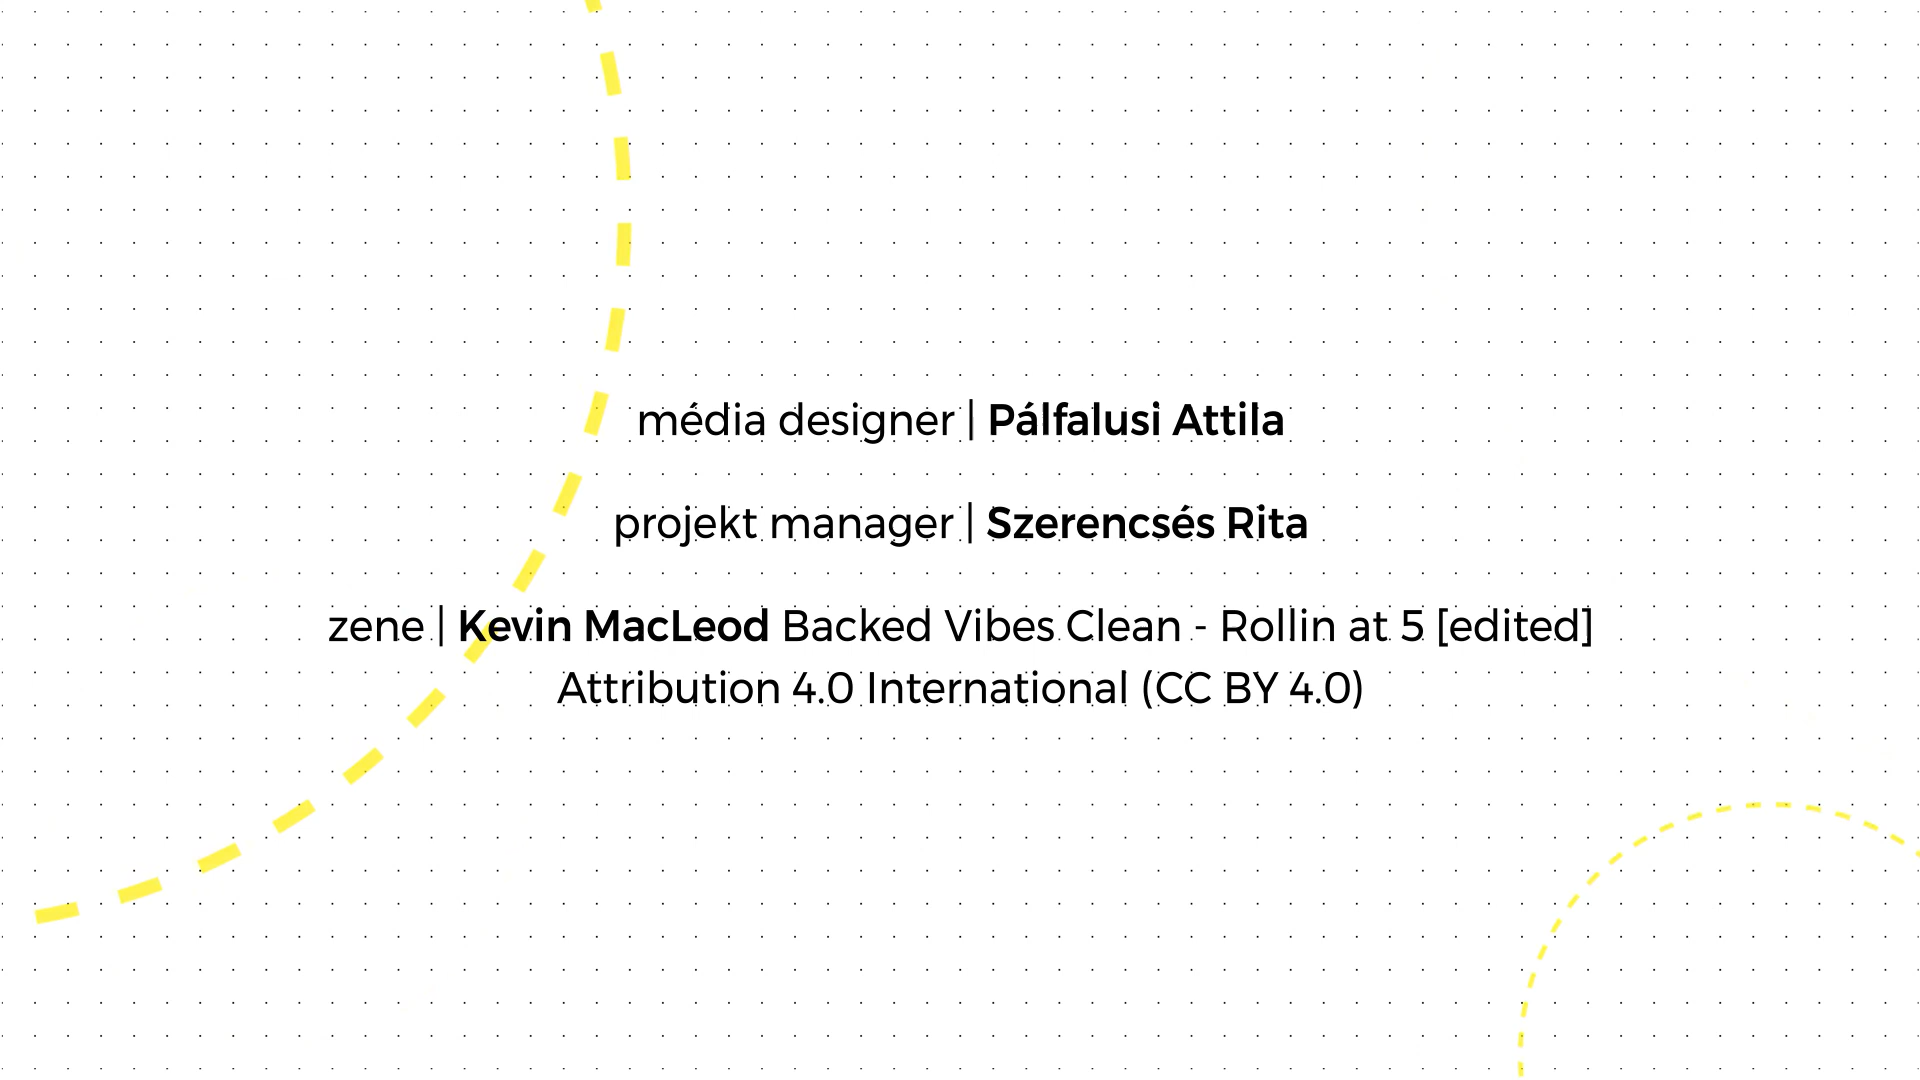 média designer | Pálfalusi Attila
projekt manager | Szerencsés Rita
zene | Kevin MacLeod Backed Vibes Clean - Rollin at 5 [edited]
Attribution 4.0 International (CC BY 4.0)